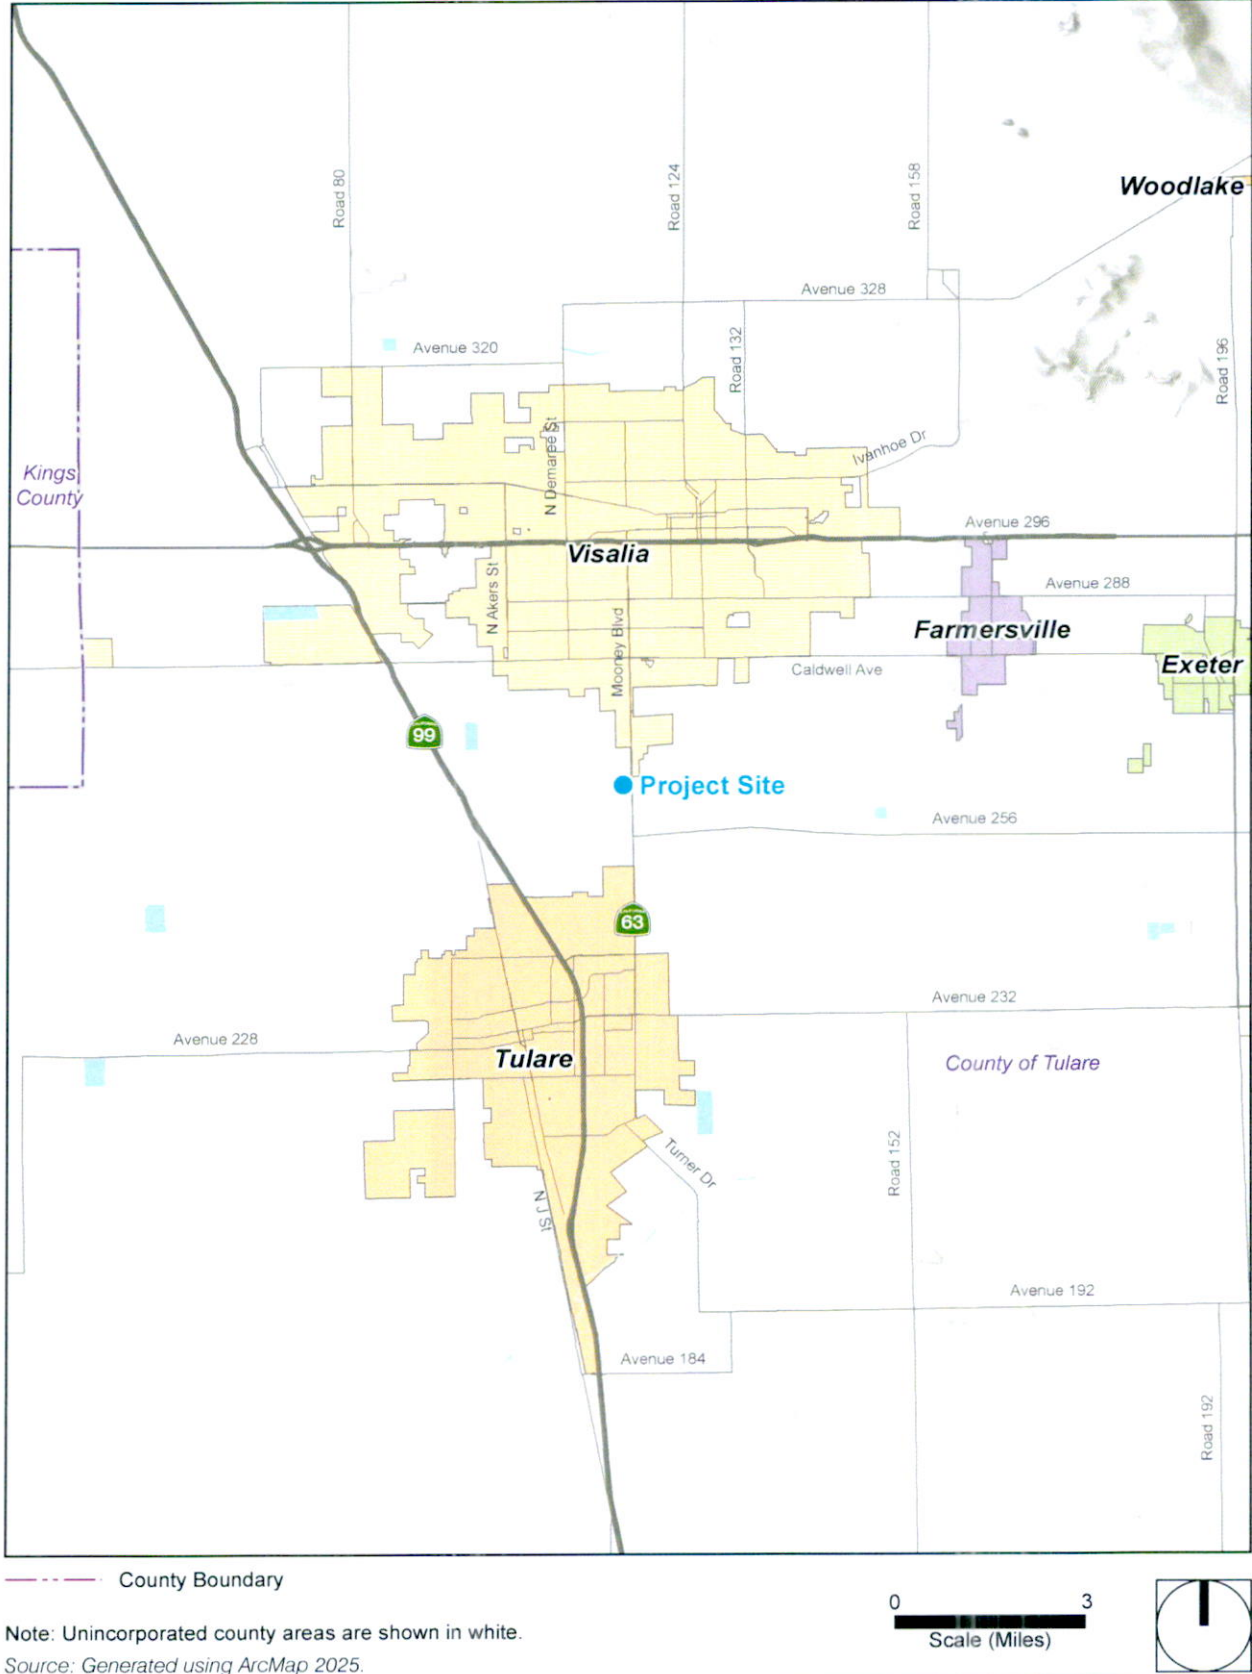 Road 80
Road 124
Road 158
Woodlake
Avenue 328
Avenue 320
Road 132
Road 196
N Demaree St
Ivanhoe Dr
Kings
County
Avenue 296
Visalia
N Akers St
Avenue 288
Mooney Blvd
Farmersville
Exeter
Caldwell Ave
CALIFORNIA
99
Project Site
Avenue 256
CALIFORNIA
63
Avenue 232
Avenue 228
Tulare
County of Tulare
Turner Dr
Road 152
N J St
Avenue 192
Avenue 184
Road 192
County Boundary
0 3
Scale (Miles)
Note: Unincorporated county areas are shown in white.
Source: Generated using ArcMap 2025.